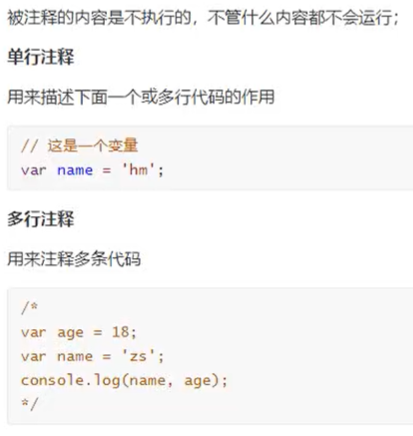 被注释的内容是不执行的，不管什么内容都不会运行；
单行注释
用来描述下面一个或多行代码的作用
// 这是一个变量
var name = 'hm';
多行注释
用来注释多条代码
/*
var age = 18;
var name = 'zs';
console.log(name, age);
*/